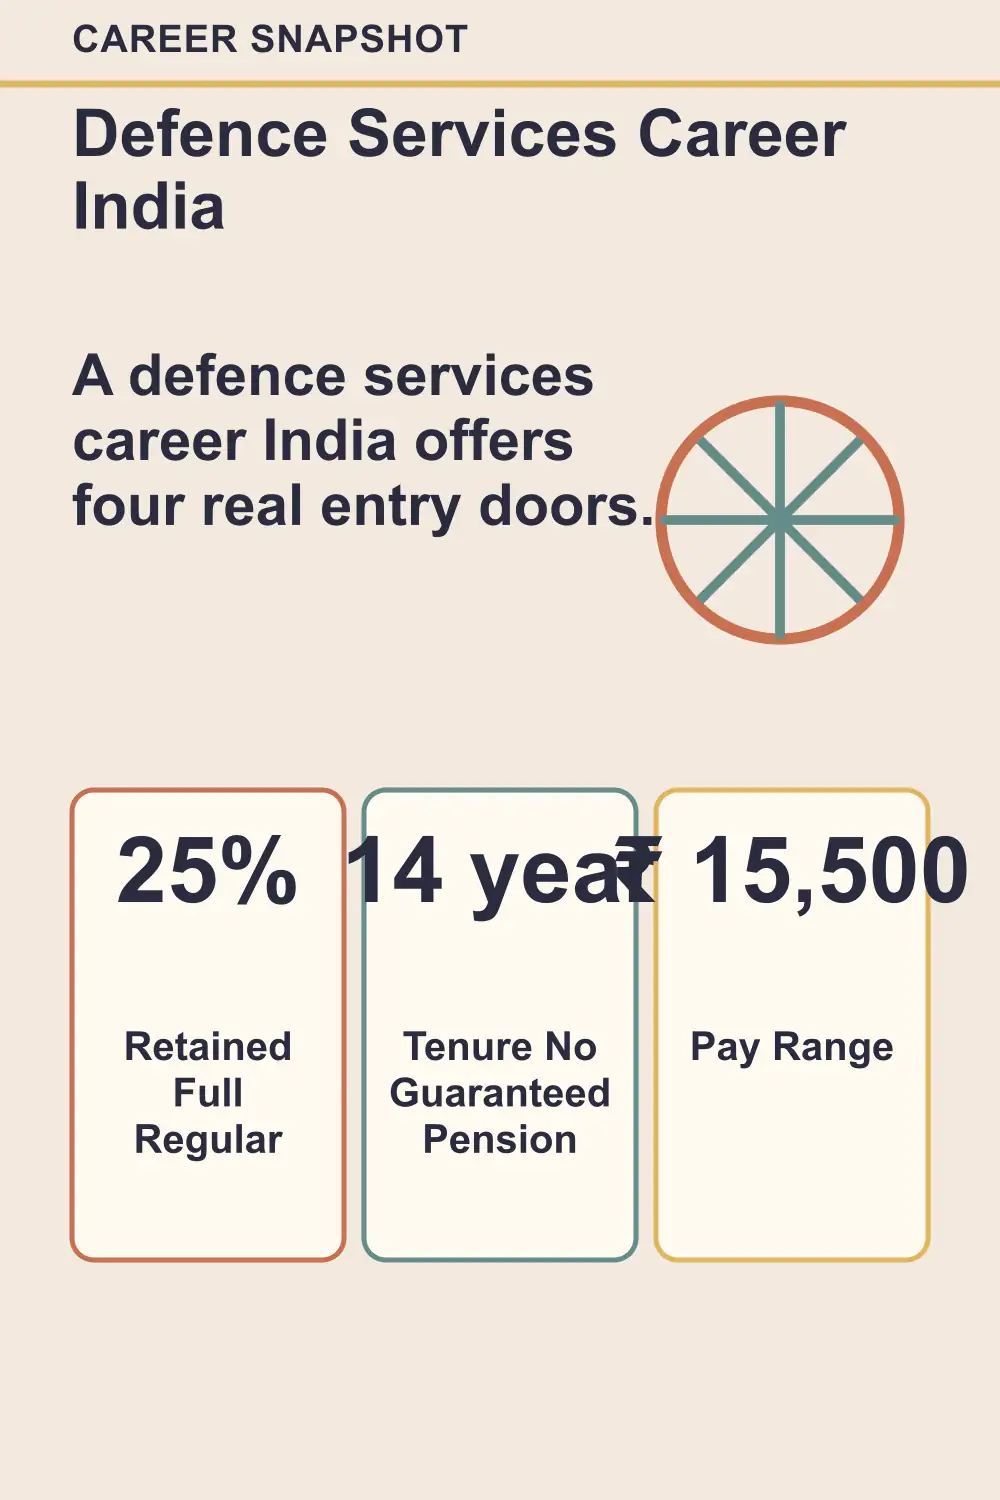 CAREER SNAPSHOT
Defence Services Career
India
A defence services
career India offers
four real entry doors.
25%
14 year
₹ 15,500
Retained
Full
Regular
Tenure No
Guaranteed
Pension
Pay Range